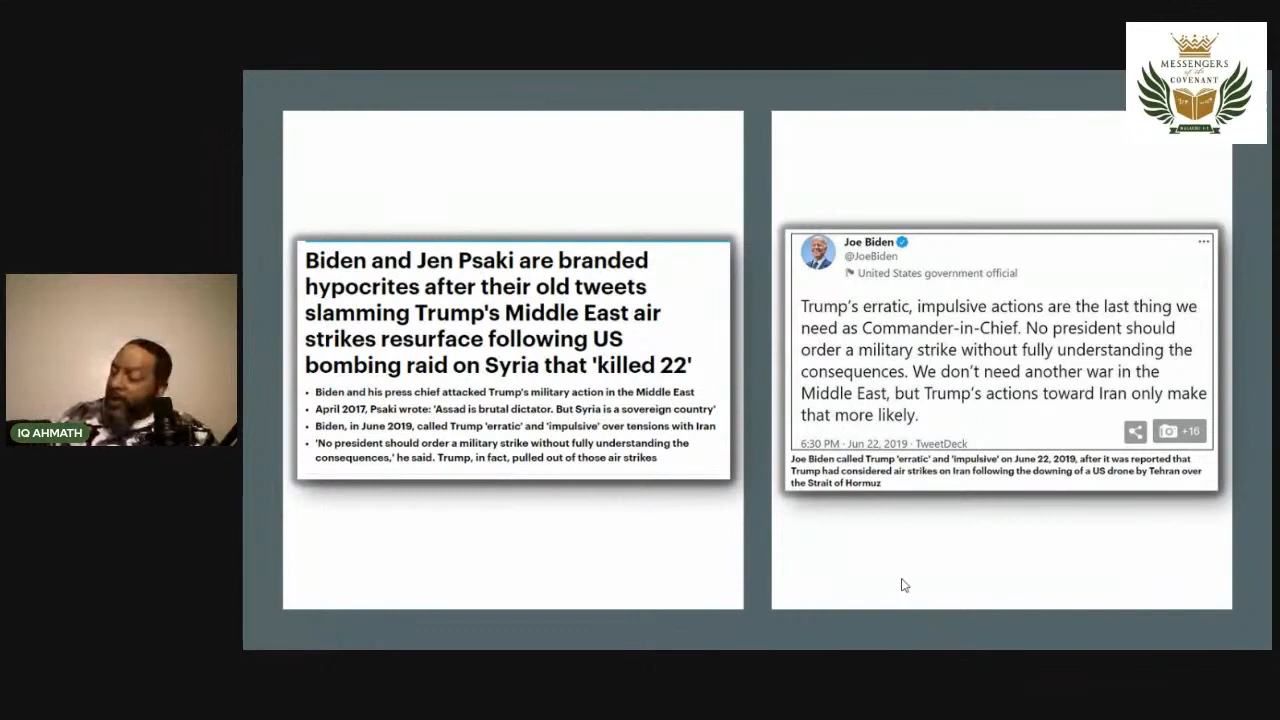 MESSENGERS
of the
COVENANT
Biden and Jen Psaki are branded
hypocrites after their old tweets
slamming Trump's Middle East air
strikes resurface following US
bombing raid on Syria that 'killed 22'
• Biden and his press chief attacked Trump's military action in the Middle East
• April 2017, Psaki wrote: 'Assad is brutal dictator. But Syria is a sovereign country'
• Biden, in June 2019, called Trump 'erratic' and 'impulsive' over tensions with Iran
• 'No president should order a military strike without fully understanding the
consequences,' he said. Trump, in fact, pulled out of those air strikes
Joe Biden
@JoeBiden
United States government official
Trump's erratic, impulsive actions are the last thing we
need as Commander-in-Chief. No president should
order a military strike without fully understanding the
consequences. We don't need another war in the
Middle East, but Trump's actions toward Iran only make
that more likely.
6:30 PM · Jun 22, 2019 · TweetDeck
+16
Joe Biden called Trump 'erratic' and 'impulsive' on June 22, 2019, after it was reported that
Trump had considered air strikes on Iran following the downing of a US drone by Tehran over
the Strait of Hormuz
IQ AHMATH